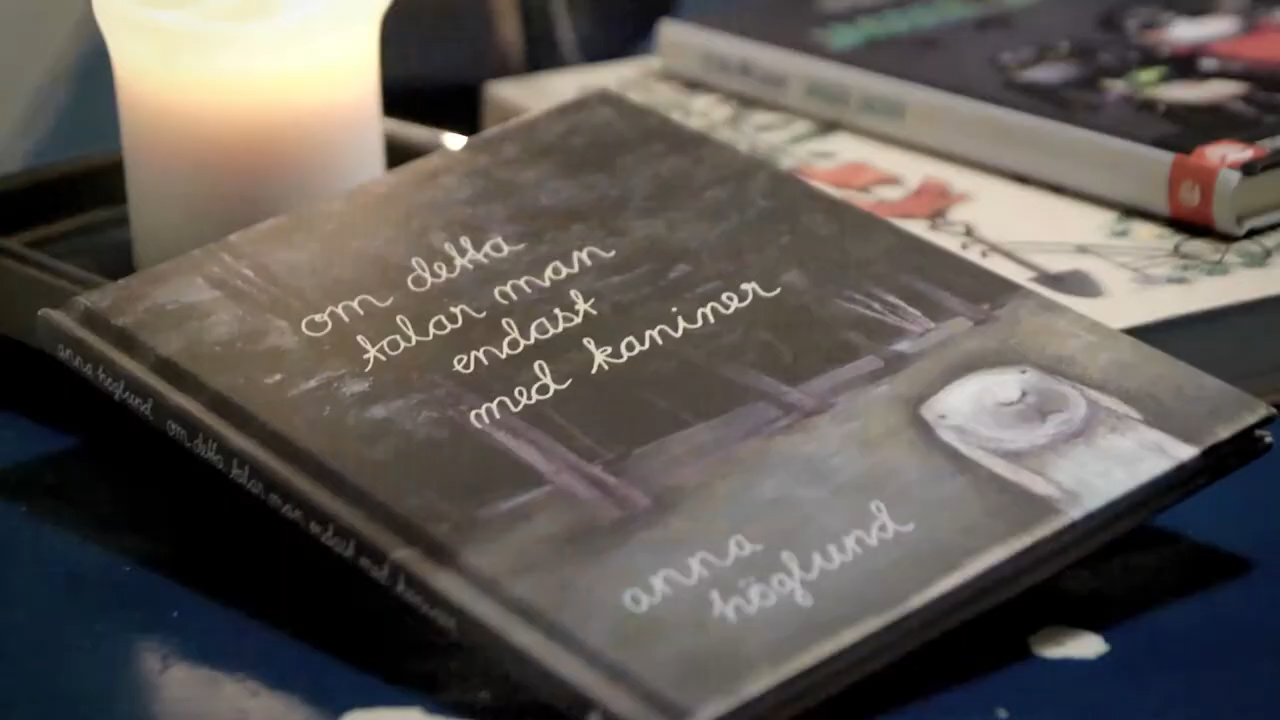 om detta
talar man
endast
med kaniner
anna
höglund
anna höglund om detta talar man endast med kaniner